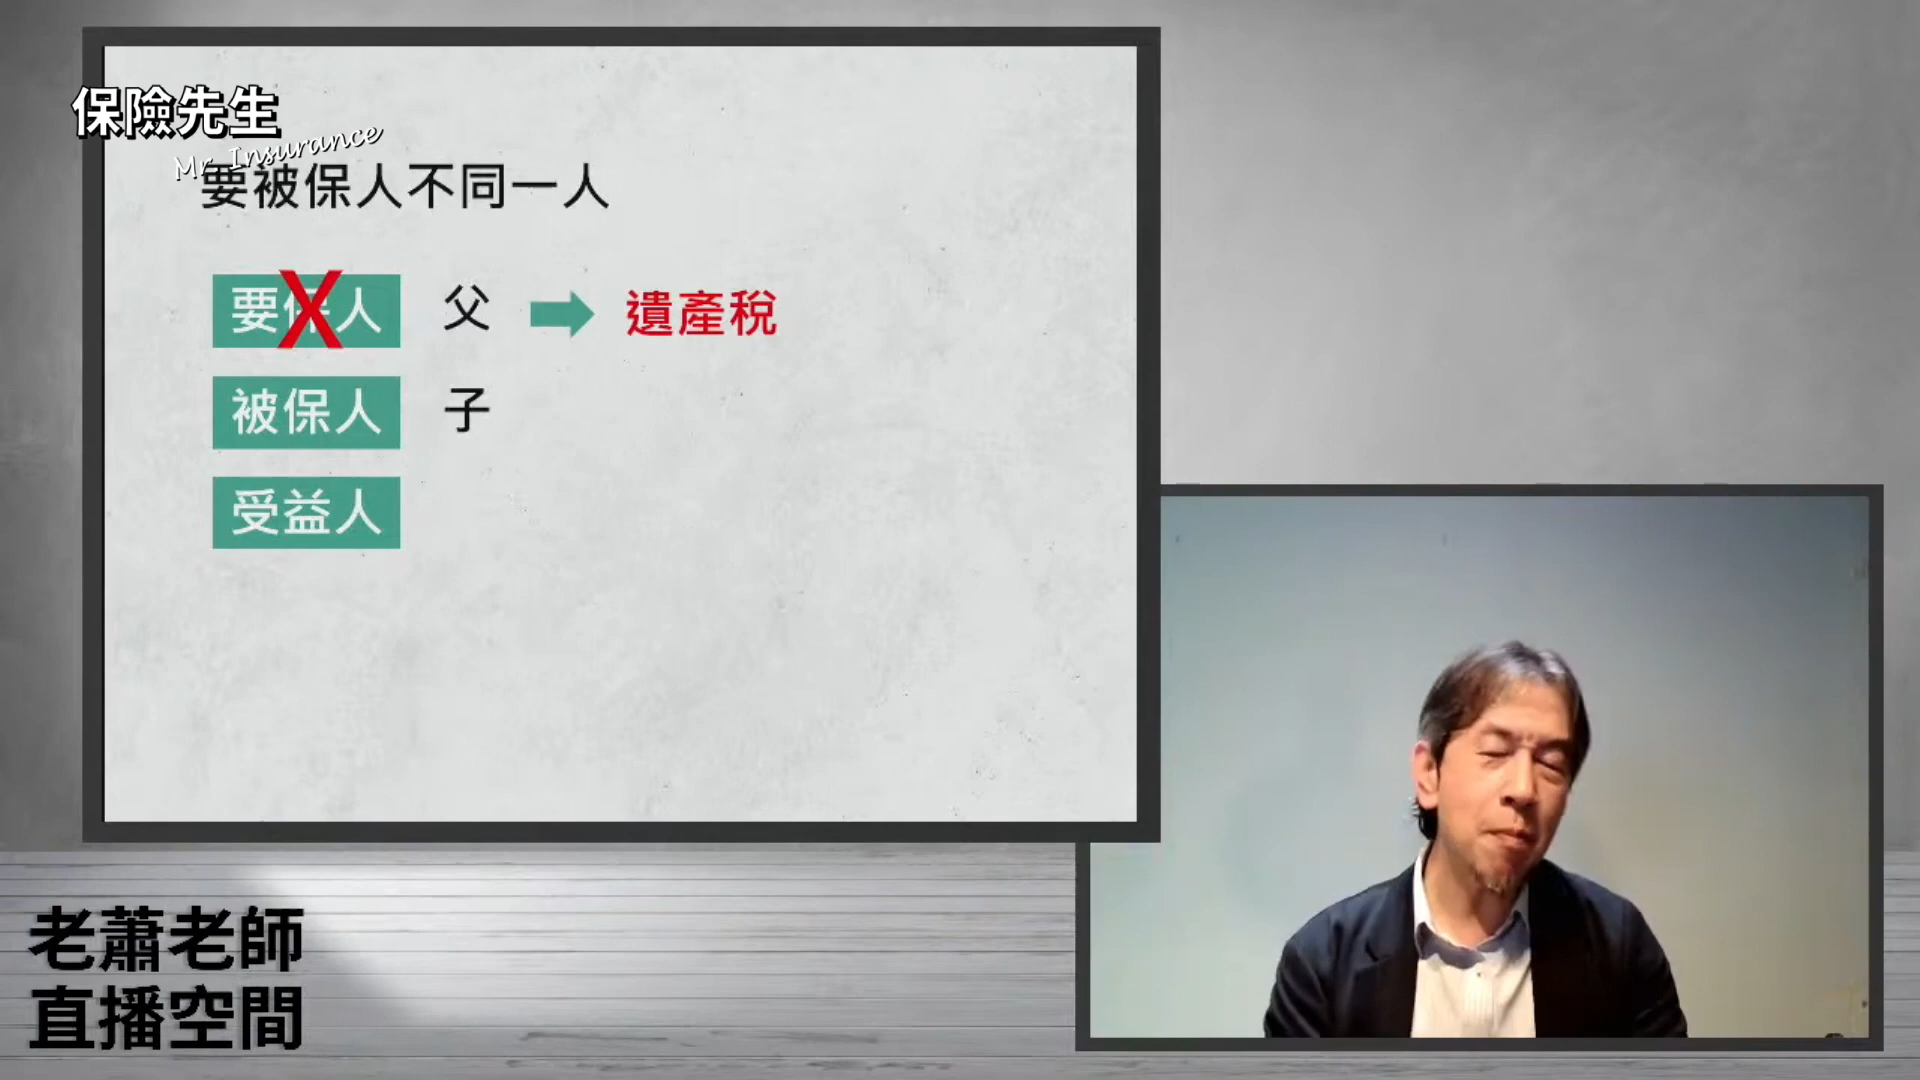 保險先生
Mr. Insurance
要被保人不同一人
要保人 父 遺產稅
X
被保人 子
受益人
老蕭老師
直播空間